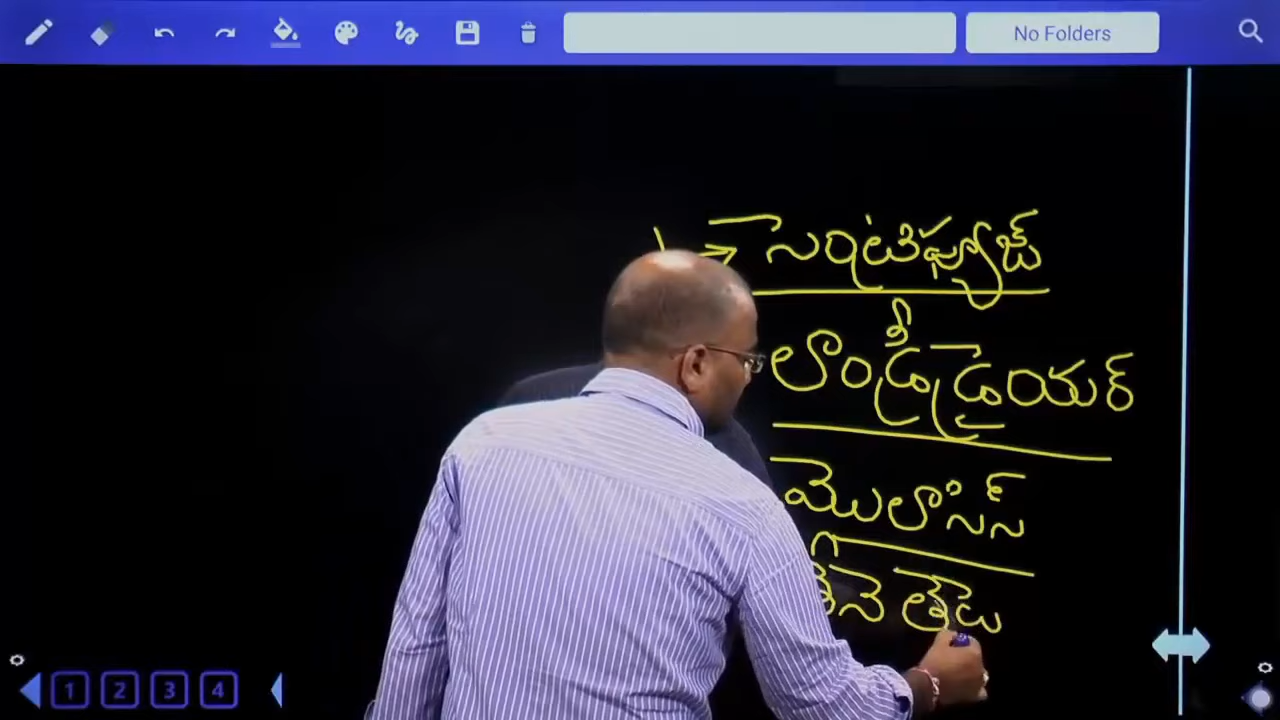 No Folders
→ సెంట్రిఫ్యూజ్
లాండ్రీడ్రైయర్
మొలాసిస్
1 2 3 4